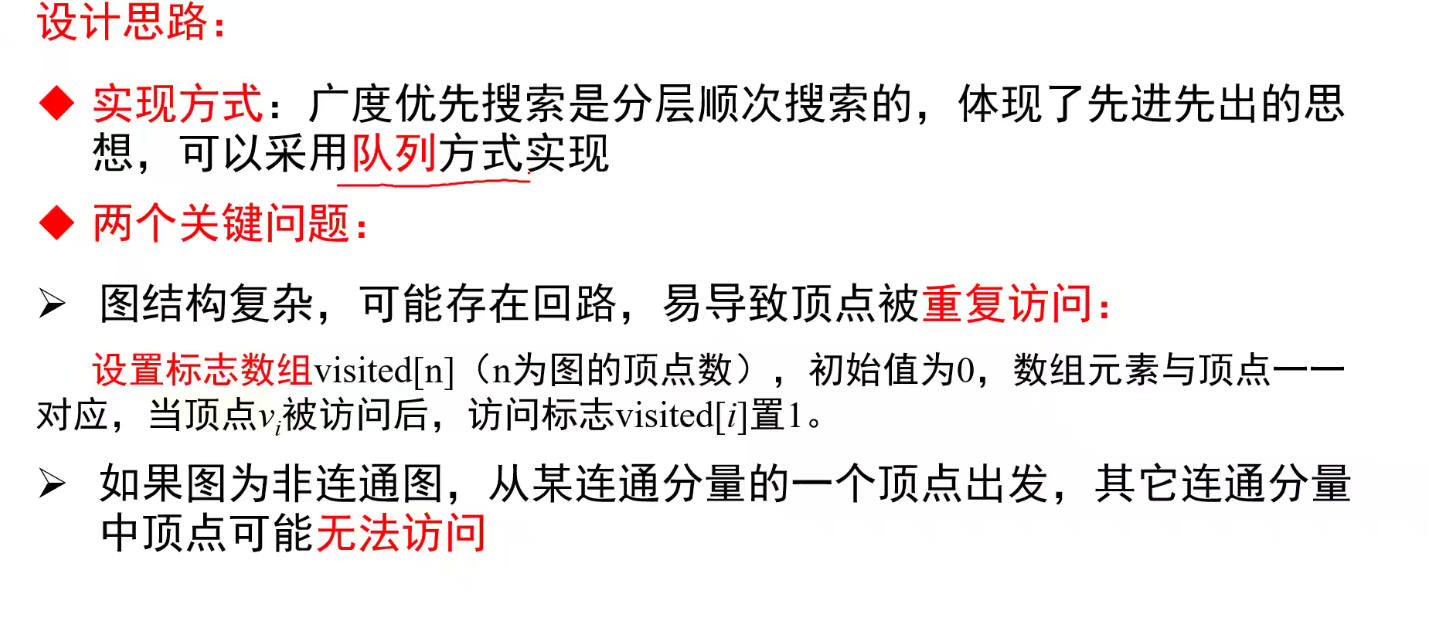 设计思路：
◆ 实现方式：广度优先搜索是分层顺次搜索的，体现了先进先出的思
想，可以采用队列方式实现
◆ 两个关键问题：
➢ 图结构复杂，可能存在回路，易导致顶点被重复访问：
设置标志数组visited[n]（n为图的顶点数），初始值为0，数组元素与顶点一一
对应，当顶点vi被访问后，访问标志visited[i]置1。
➢ 如果图为非连通图，从某连通分量的一个顶点出发，其它连通分量
中顶点可能无法访问